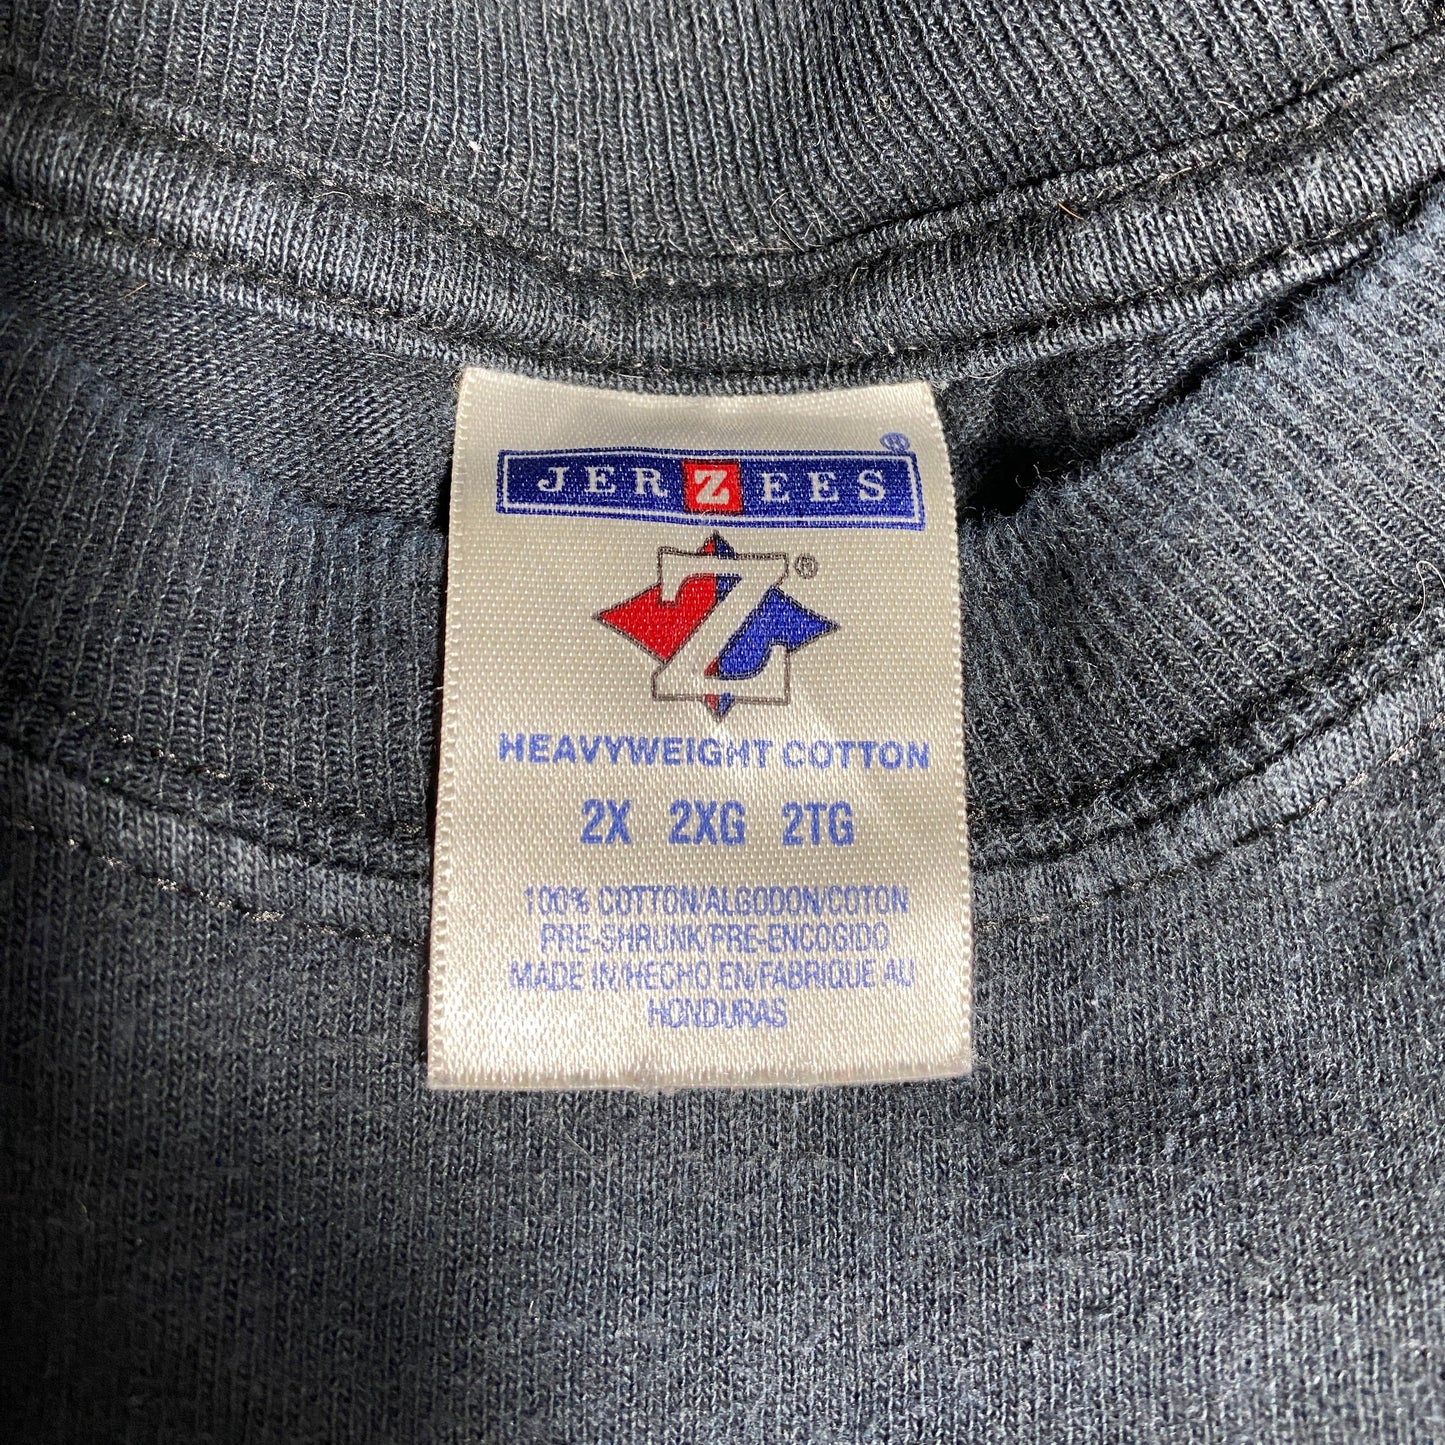 JERZEES®
Z®
HEAVYWEIGHT COTTON
2X 2XG 2TG
100% COTTON/ALGODON/COTON
PRE-SHRUNK/PRE-ENCOGIDO
MADE IN/HECHO EN/FABRIQUE AU
HONDURAS